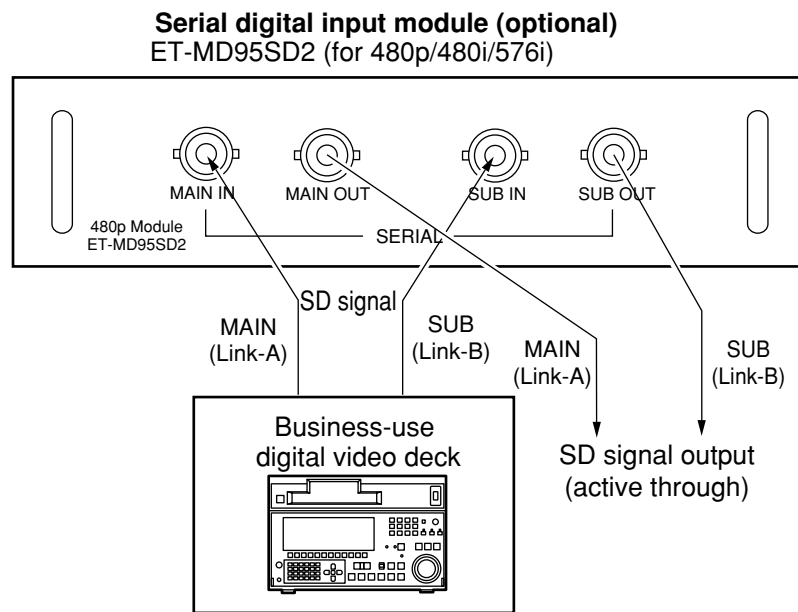 Serial digital input module (optional)
ET-MD95SD2 (for 480p/480i/576i)
MAIN IN
MAIN OUT
SUB IN
SUB OUT
480p Module
ET-MD95SD2
SERIAL
SD signal
MAIN
(Link-A)
SUB
(Link-B)
MAIN
(Link-A)
SUB
(Link-B)
Business-use
digital video deck
SD signal output
(active through)